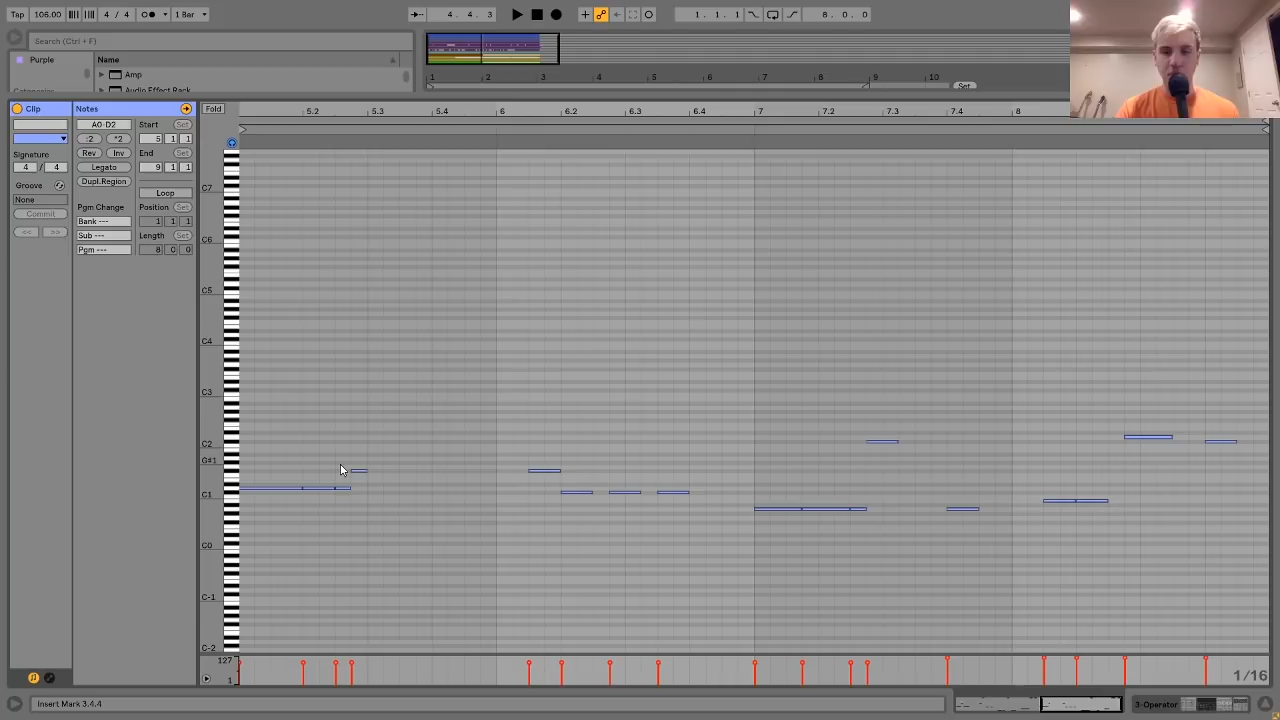 Tap 106.00 4 / 4 1 Bar 4. 4. 3 1. 1. 1 8. 0. 0
Search (Ctrl + F)
Purple Name
Amp
Audio Effect Rack
1 2 3 4 5 6 7 8 9 10 Set
Clip Notes Fold 5.2 5.3 5.4 6 6.2 6.3 6.4 7 7.2 7.3 7.4 8
A0-D2 Start Set
:2 *2 5 1 1
Signature Rev Inv End Set
4 / 4 Legato 9 1 1
Groove Dupl.Region Loop
None Pgm Change Position Set
Commit Bank --- 1 1 1
<< >> Sub --- Length Set
Pgm --- 8 0 0
C7
C6
C5
C4
C3
C2
G#1
C1
C0
C-1
C-2
127
1 1/16
Insert Mark 3.4.4 3-Operator